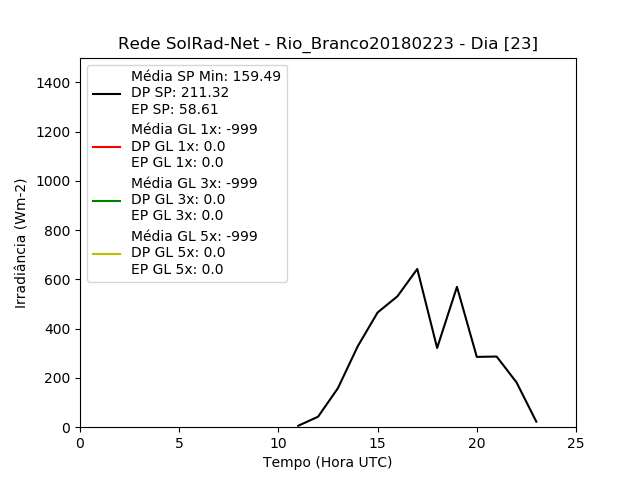 Rede SolRad-Net - Rio_Branco20180223 - Dia [23]
Média SP Min: 159.49
DP SP: 211.32
EP SP: 58.61
Média GL 1x: -999
DP GL 1x: 0.0
EP GL 1x: 0.0
Média GL 3x: -999
DP GL 3x: 0.0
EP GL 3x: 0.0
Média GL 5x: -999
DP GL 5x: 0.0
EP GL 5x: 0.0
Irradiância (Wm-2)
1400
1200
1000
800
600
400
200
0
0 5 10 15 20 25
Tempo (Hora UTC)